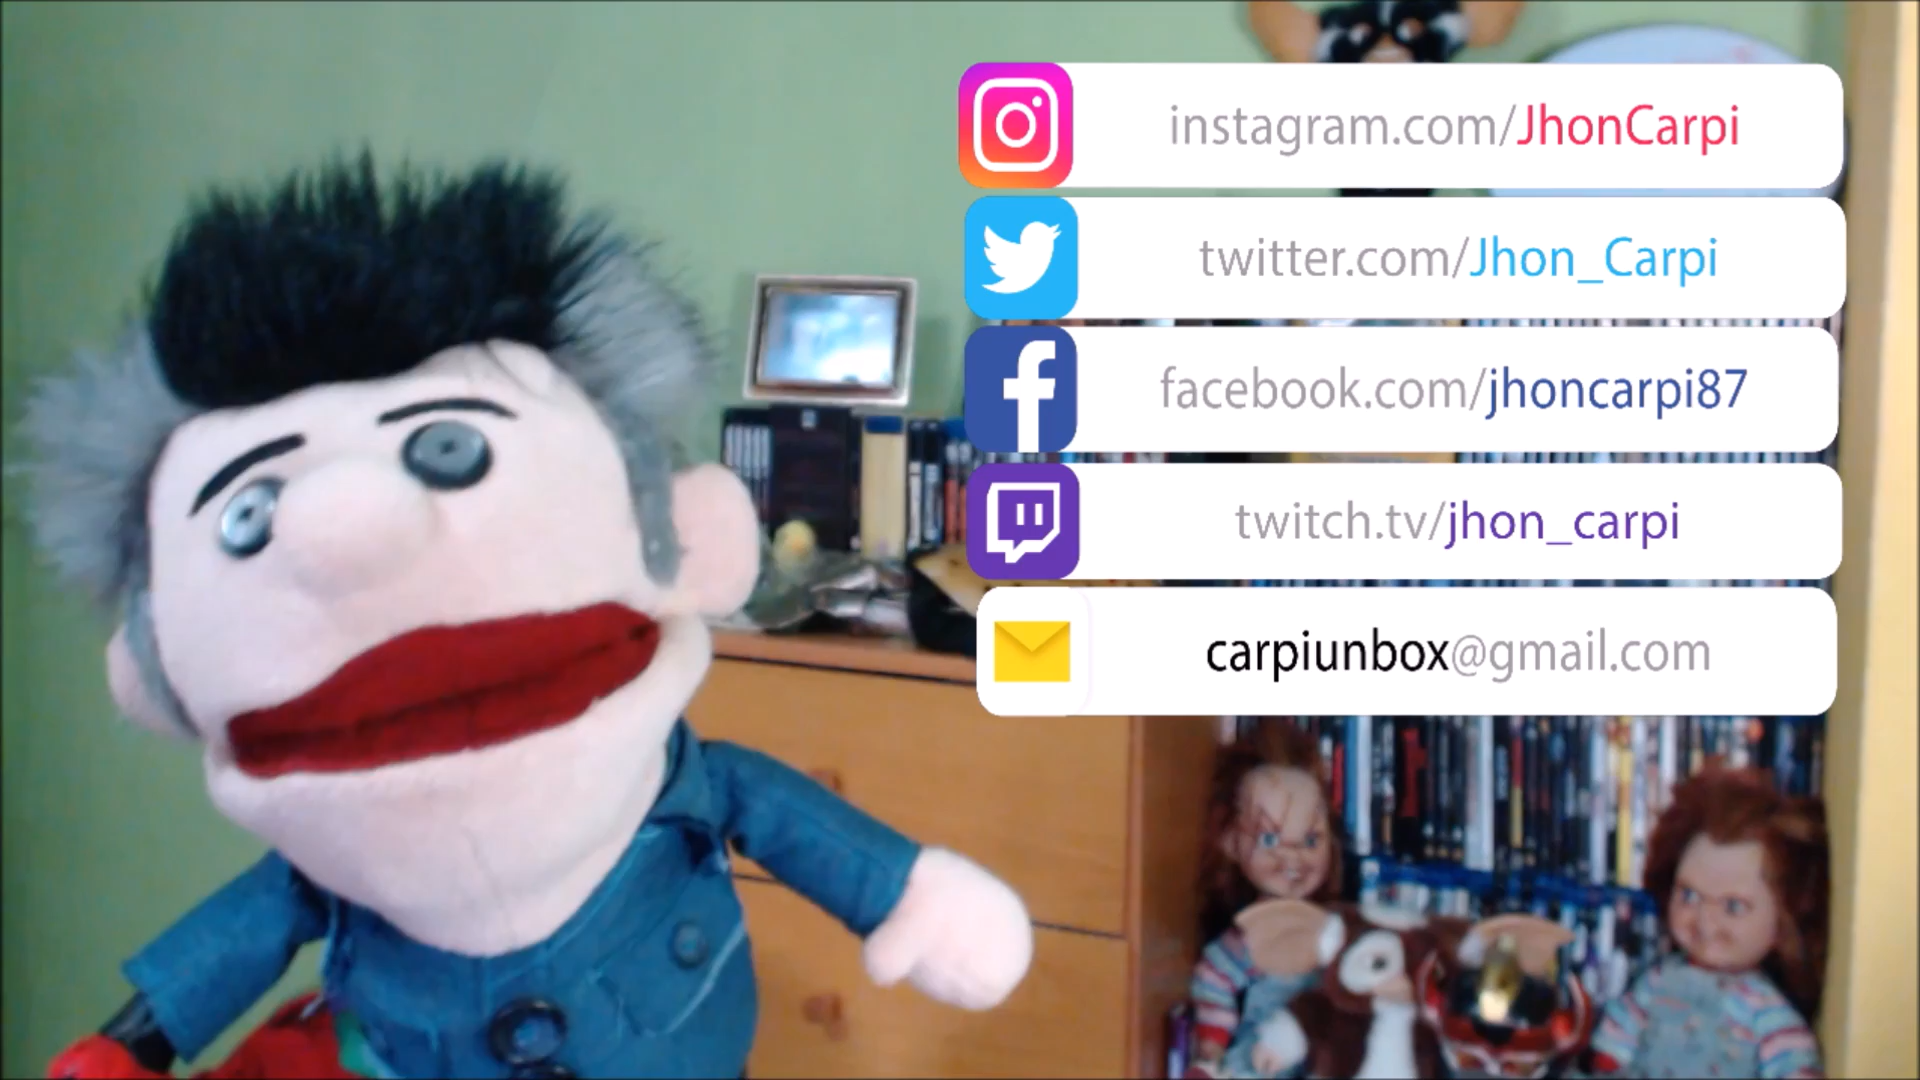 instagram.com/JhonCarpi
twitter.com/Jhon_Carpi
facebook.com/jhoncarpi87
twitch.tv/jhon_carpi
carpiunbox@gmail.com